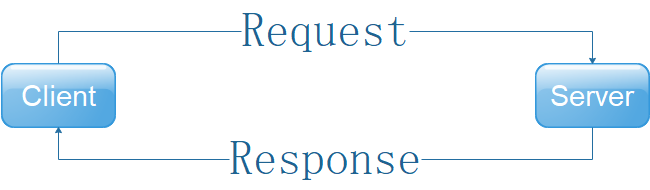 Request
Client
Server
Response